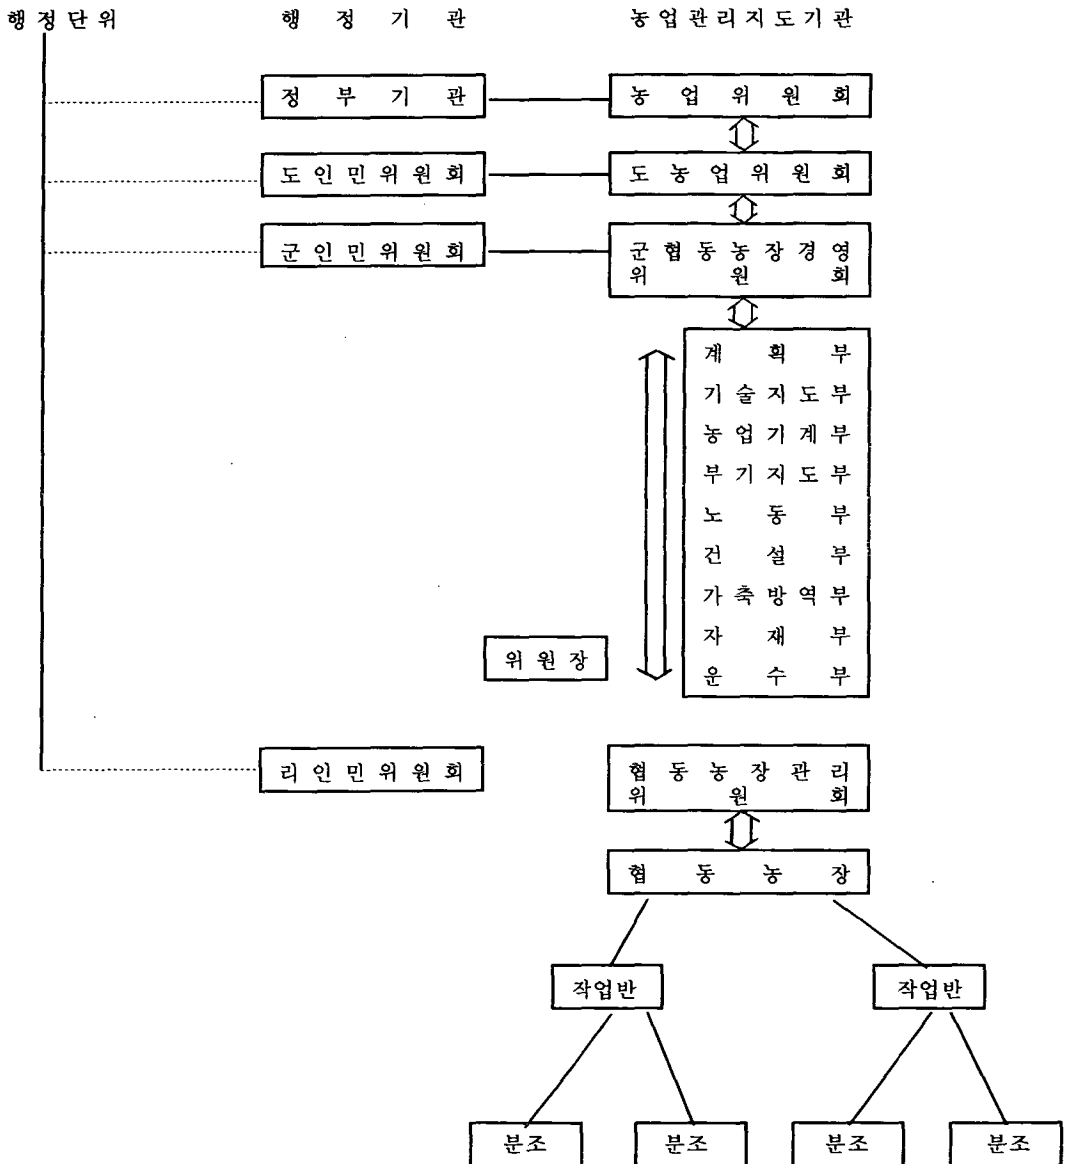 행정단위 행정기관 농업관리지도기관
정부기관 농업위원회
도인민위원회 도농업위원회
군인민위원회 군협동농장경영
위원회
계획부
기술지도부
농업기계부
부기지도부
노동부
건설부
가축방역부
자재부
위원장
운수부
리인민위원회 협동농장관리
위원회
협동농장
작업반 작업반
분조 분조 분조 분조